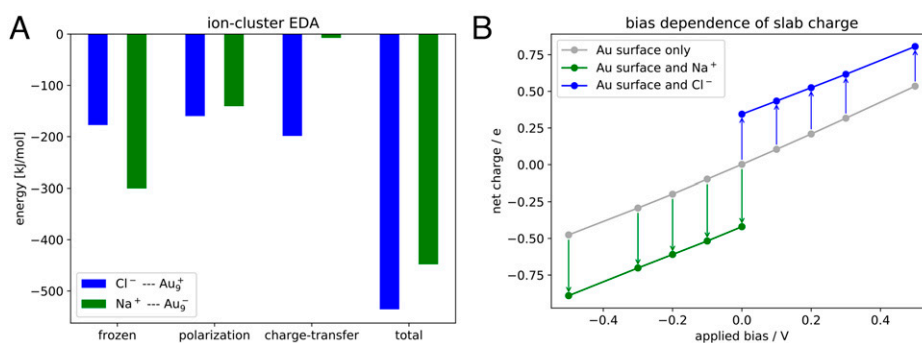 A
ion-cluster EDA
0
−100
−200
−300
−400
−500
energy [kJ/mol]
Cl⁻ --- Au₉⁺
Na⁺ --- Au₉⁻
frozen
polarization
charge-transfer
total
B
bias dependence of slab charge
0.75
0.50
0.25
0.00
−0.25
−0.50
−0.75
net charge / e
Au surface only
Au surface and Na⁺
Au surface and Cl⁻
−0.4
−0.2
0.0
0.2
0.4
applied bias / V